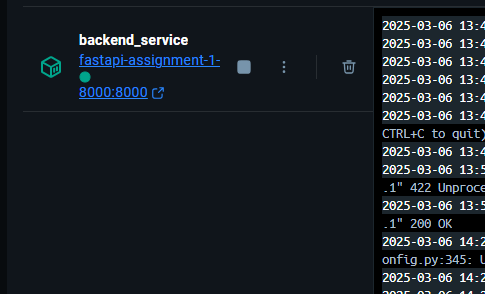 backend_service
fastapi-assignment-1-
8000:8000
2025-03-06 13:4
2025-03-06 13:4
2025-03-06 13:4
2025-03-06 13:4
2025-03-06 13:4
2025-03-06 13:4
CTRL+C to quit)
2025-03-06 13:4
2025-03-06 13:5
.1" 422 Unproce
2025-03-06 13:5
.1" 200 OK
2025-03-06 14:2
onfig.py:345: U
2025-03-06 14:2
2025-03-06 14:2